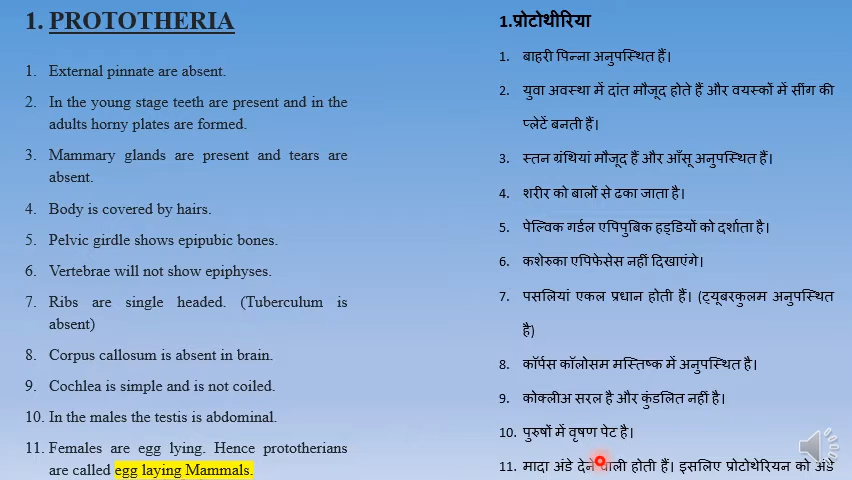 1. PROTOTHERIA
1. External pinnate are absent.
2. In the young stage teeth are present and in the
adults horny plates are formed.
3. Mammary glands are present and tears are
absent.
4. Body is covered by hairs.
5. Pelvic girdle shows epipubic bones.
6. Vertebrae will not show epiphyses.
7. Ribs are single headed. (Tuberculum is
absent)
8. Corpus callosum is absent in brain.
9. Cochlea is simple and is not coiled.
10. In the males the testis is abdominal.
11. Females are egg lying. Hence prototherians
are called egg laying Mammals.
1.प्रोटोथीरिया
1. बाहरी पिन्ना अनुपस्थित हैं।
2. युवा अवस्था में दांत मौजूद होते हैं और वयस्कों में सींग की
प्लेटें बनती हैं।
3. स्तन ग्रंथियां मौजूद हैं और आँसू अनुपस्थित हैं।
4. शरीर को बालों से ढका जाता है।
5. पेल्विक गर्डल एपिपुबिक हड्डियों को दर्शाता है।
6. कशेरुका एपिफेसेस नहीं दिखाएंगे।
7. पसलियां एकल प्रधान होती हैं। (ट्यूबरकुलम अनुपस्थित
है)
8. कॉर्पस कॉलोसम मस्तिष्क में अनुपस्थित है।
9. कोक्लीअ सरल है और कुंडलित नहीं है।
10. पुरुषों में वृषण पेट है।
11. मादा अंडे देने वाली होती हैं। इसलिए प्रोटोथेरियन को अंडे